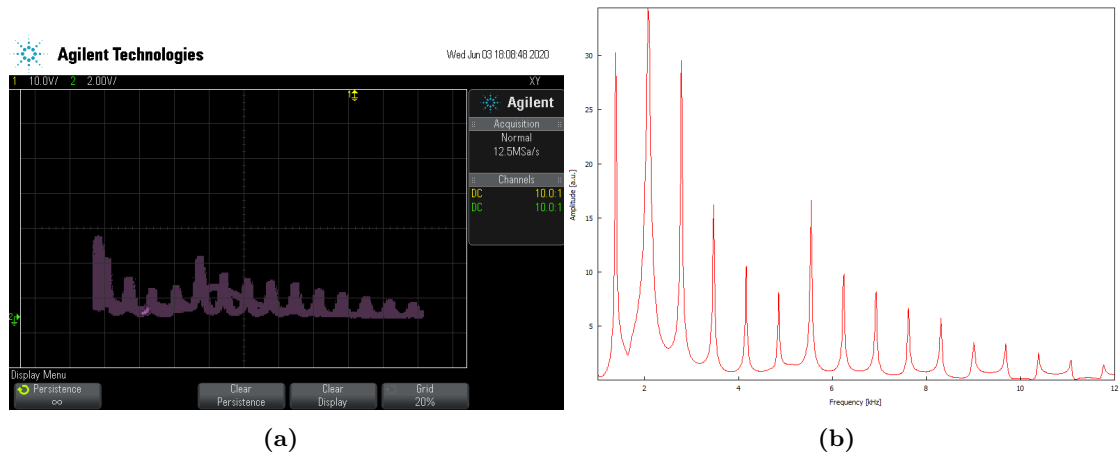 Agilent Technologies
Wed Jun 03 18:08:48 2020
1 10.0V/ 2 2.00V/ XY
Agilent
Acquisition
Normal
12.5MSa/s
Channels
DC 10.0:1
DC 10.0:1
1
2
Display Menu
Persistence
∞
Clear
Persistence
Clear
Display
Grid
20%
(a)
30
25
20
15
10
5
Amplitude [a.u.]
2 4 6 8 10 12
Frequency [kHz]
(b)